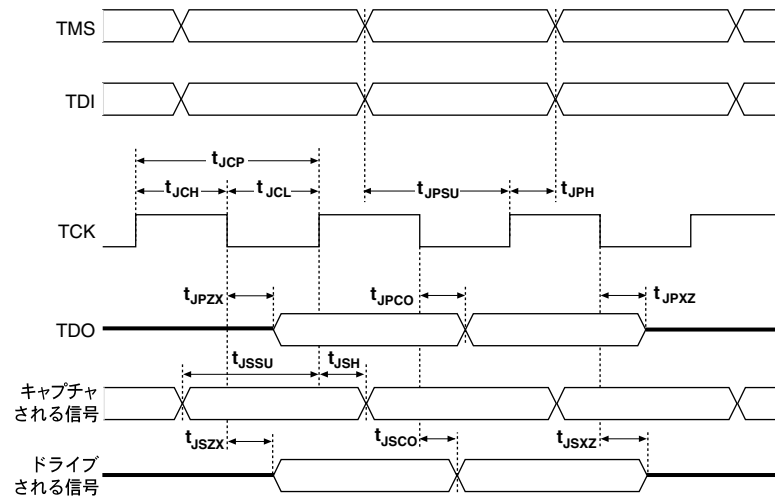 TMS
TDI
tJCP
tJCH tJCL tJPSU tJPH
TCK
tJPZX tJPCO tJPXZ
TDO
tJSSU tJSH
キャプチャ
される信号
tJSZX tJSCO tJSXZ
ドライブ
される信号